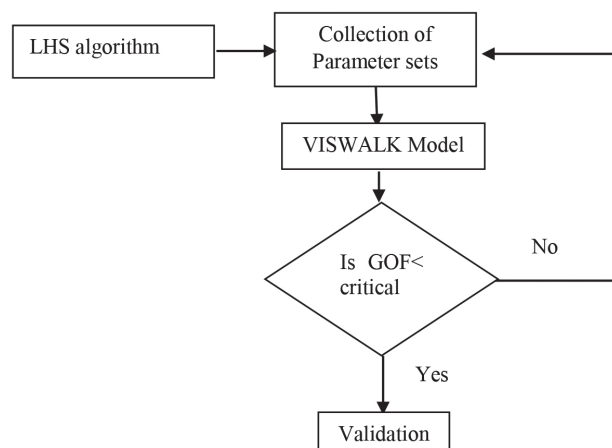 LHS algorithm
Collection of
Parameter sets
VISWALK Model
Is GOF<
critical
No
Yes
Validation